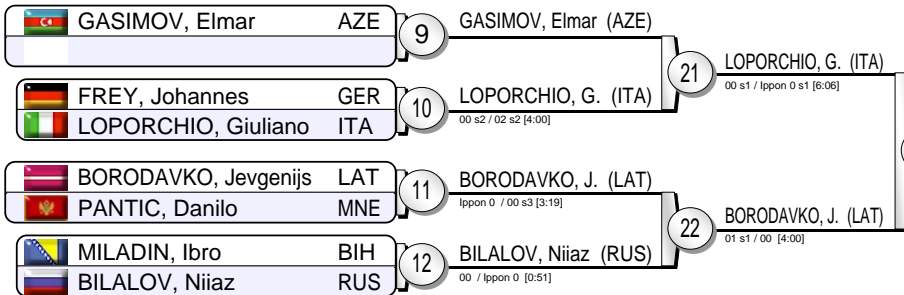 GASIMOV, Elmar AZE
9
GASIMOV, Elmar (AZE)
FREY, Johannes GER
LOPORCHIO, Giuliano ITA
10
LOPORCHIO, G. (ITA)
00 s2 / 02 s2 [4:00]
21
LOPORCHIO, G. (ITA)
00 s1 / Ippon 0 s1 [6:06]
BORODAVKO, Jevgenijs LAT
PANTIC, Danilo MNE
11
BORODAVKO, J. (LAT)
Ippon 0 / 00 s3 [3:19]
MILADIN, Ibro BIH
BILALOV, Niiaz RUS
12
BILALOV, Niiaz (RUS)
00 / Ippon 0 [0:51]
22
BORODAVKO, J. (LAT)
01 s1 / 00 [4:00]